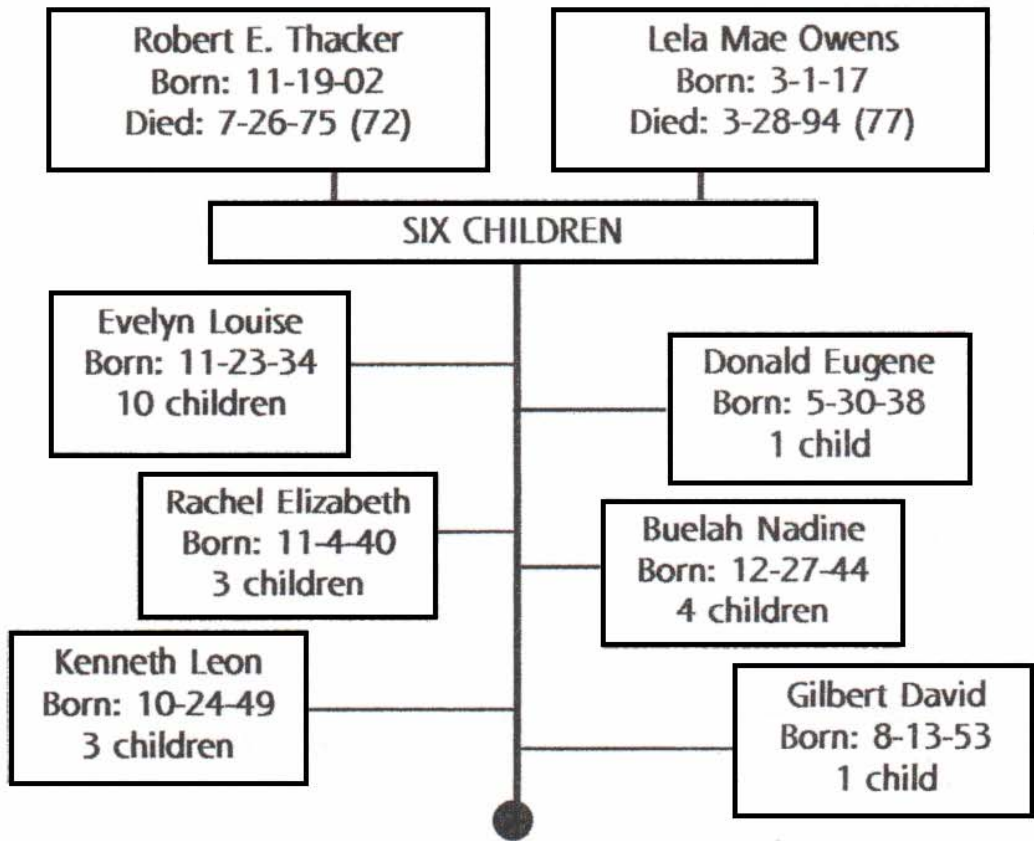 Robert E. Thacker
Born: 11-19-02
Died: 7-26-75 (72)
Lela Mae Owens
Born: 3-1-17
Died: 3-28-94 (77)
SIX CHILDREN
Evelyn Louise
Born: 11-23-34
10 children
Donald Eugene
Born: 5-30-38
1 child
Rachel Elizabeth
Born: 11-4-40
3 children
Buelah Nadine
Born: 12-27-44
4 children
Kenneth Leon
Born: 10-24-49
3 children
Gilbert David
Born: 8-13-53
1 child